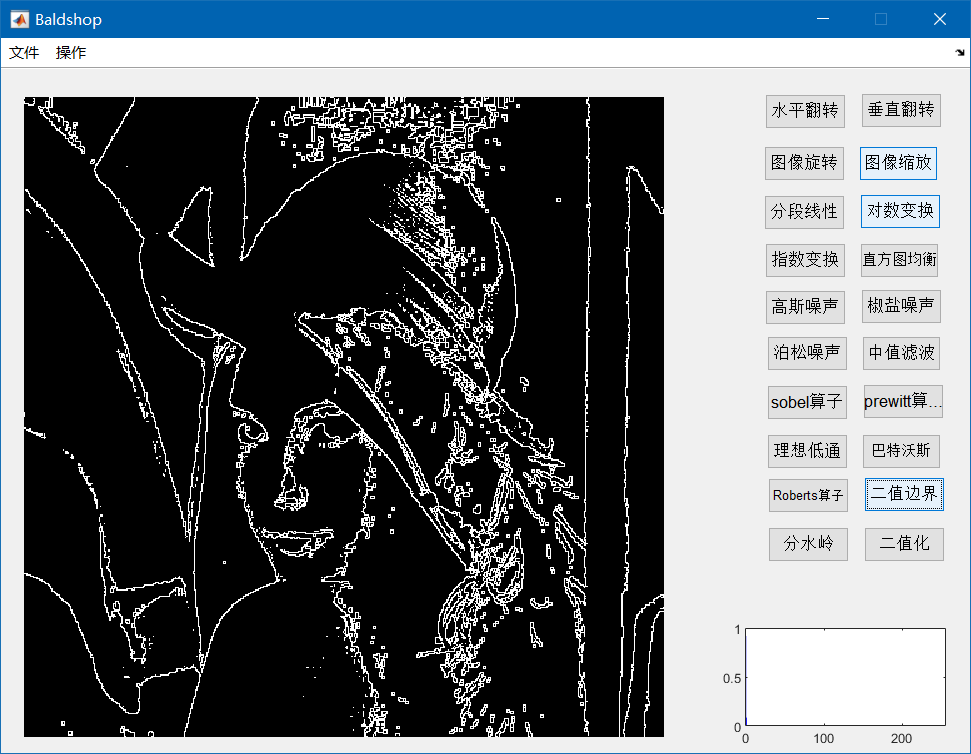 Baldshop
文件 操作
水平翻转 垂直翻转
图像旋转 图像缩放
分段线性 对数变换
指数变换 直方图均衡
高斯噪声 椒盐噪声
泊松噪声 中值滤波
sobel算子 prewitt算...
理想低通 巴特沃斯
Roberts算子 二值边界
分水岭 二值化
1
0.5
0
0 100 200